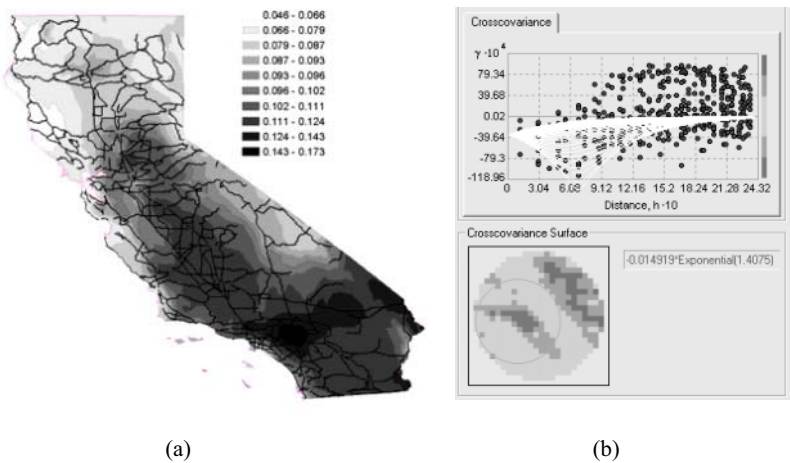 0.046 - 0.066
0.066 - 0.079
0.079 - 0.087
0.087 - 0.093
0.093 - 0.096
0.096 - 0.102
0.102 - 0.111
0.111 - 0.124
0.124 - 0.143
0.143 - 0.173
(a)
Crosscovariance
γ ·10 4
79.34
39.68
0.02
-39.64
-79.3
-118.96
0 3.04 6.08 9.12 12.16 15.2 18.24 21.28 24.32
Distance, h ·10
Crosscovariance Surface
-0.014919*Exponential(1.4075)
(b)